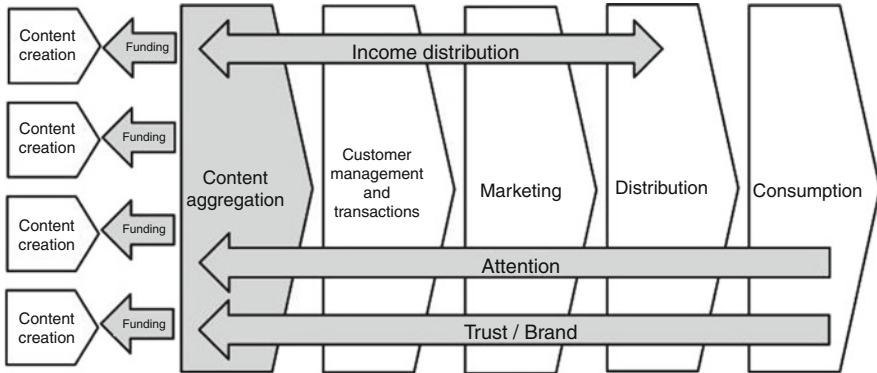 Content
creation
Funding
Income distribution
Content
creation
Funding
Content
aggregation
Customer
management
and
transactions
Marketing
Distribution
Consumption
Content
creation
Funding
Attention
Content
creation
Funding
Trust / Brand